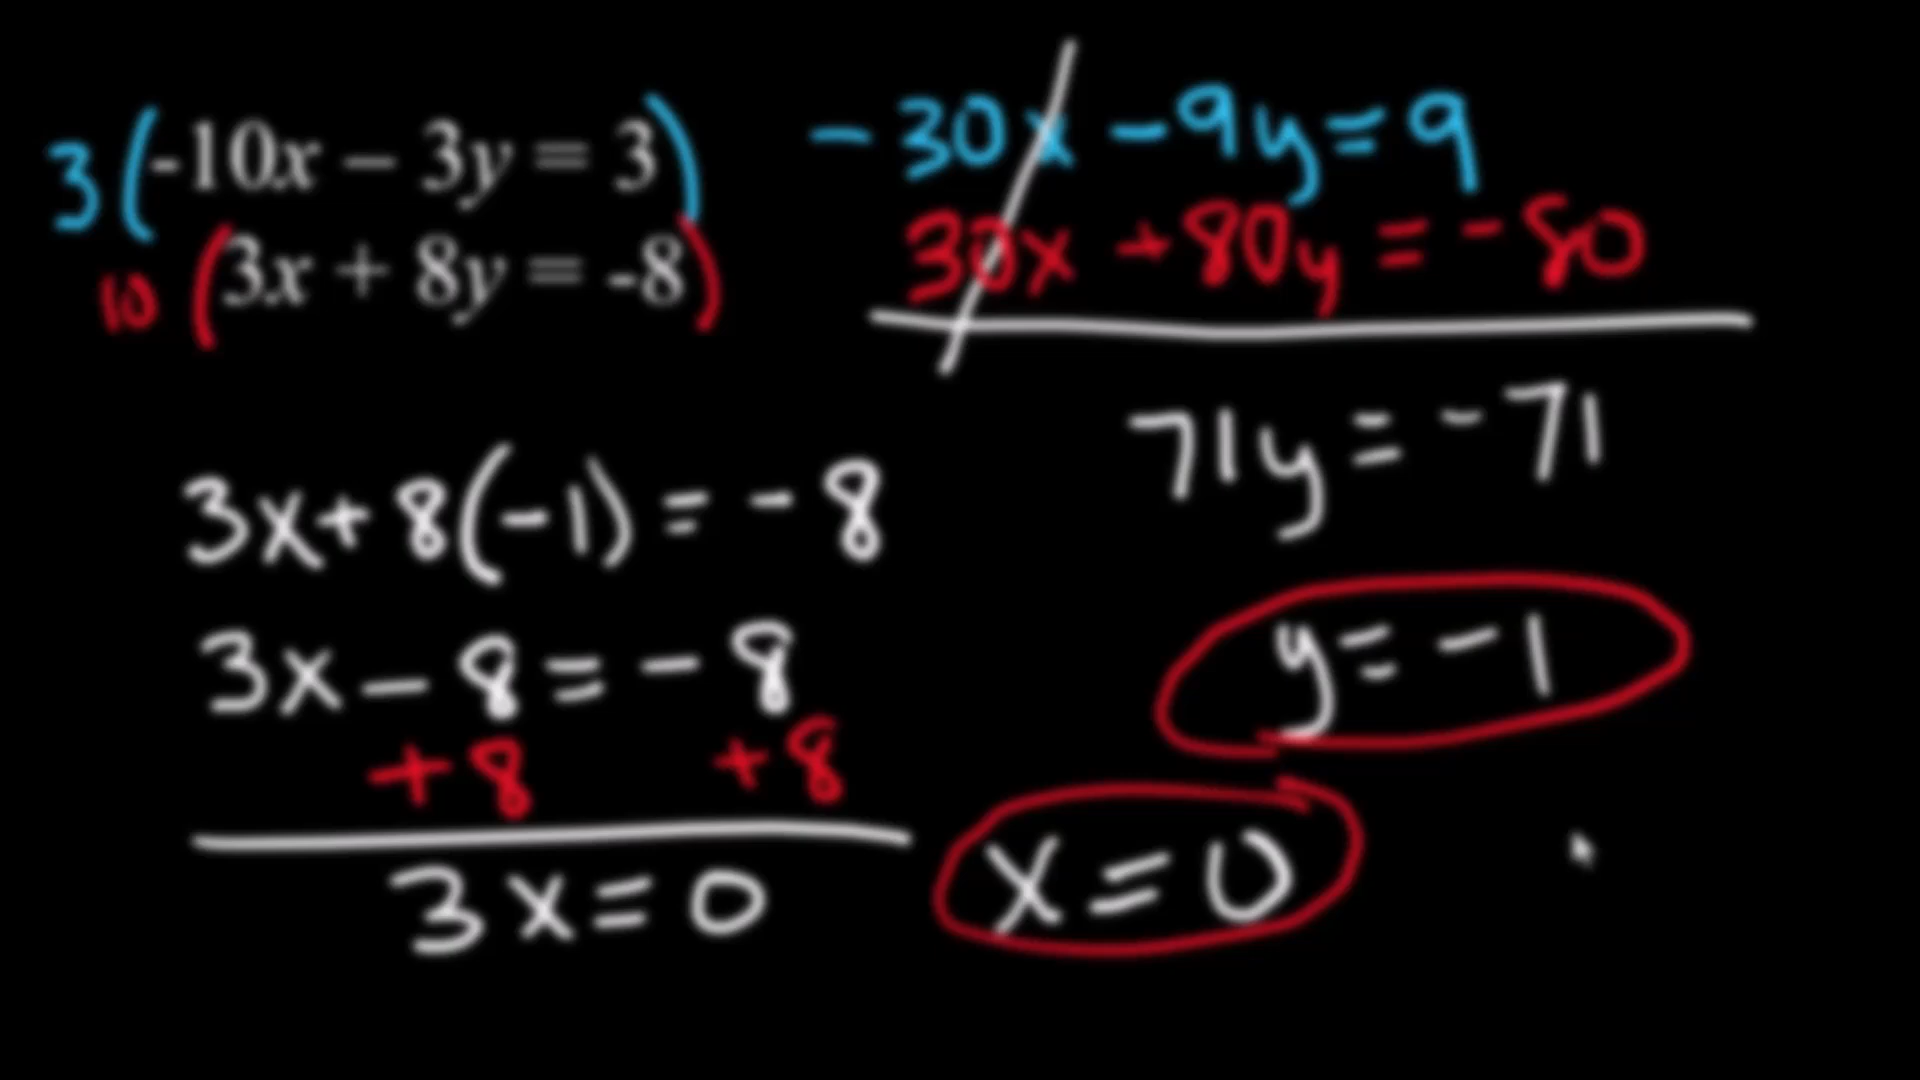 3(-10x – 3y = 3)
10(3x + 8y = -8)
-30x -9y=9
30x +80y = -80
71y = -71
y = -1
3x+8(-1) = -8
3x - 8 = -8
+8 +8
3x = 0
x = 0